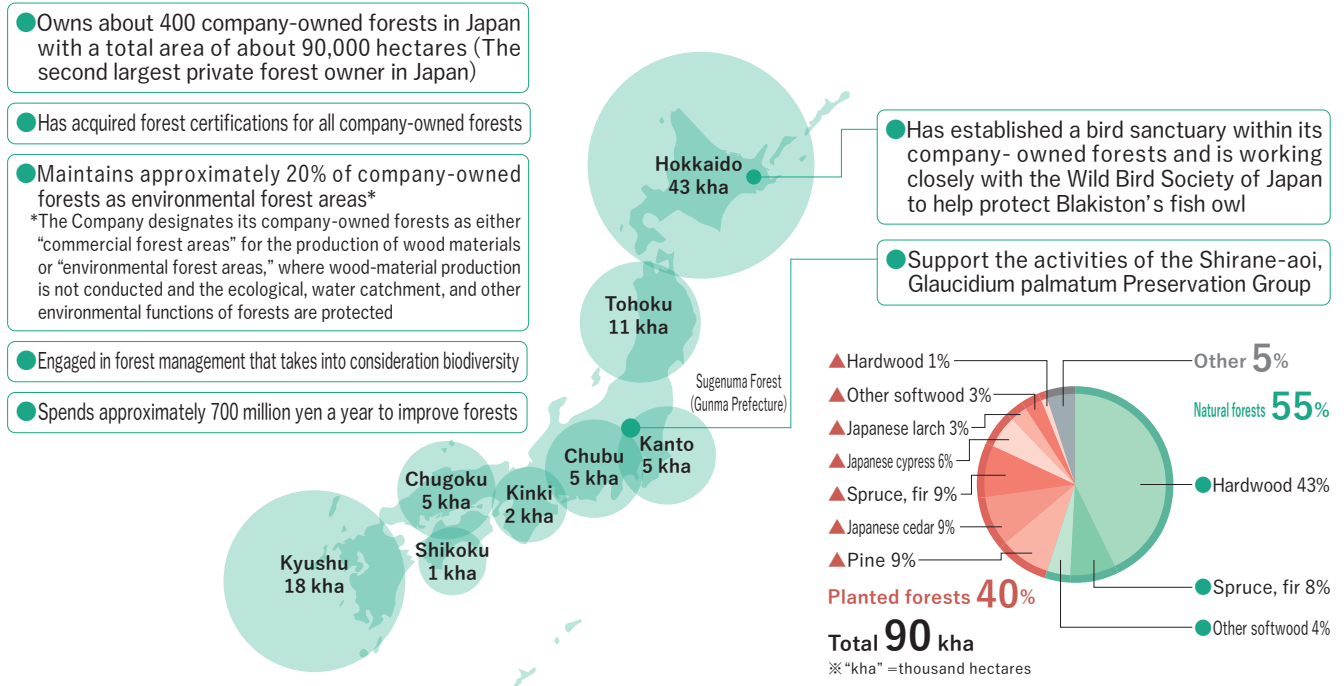 ●Owns about 400 company-owned forests in Japan
with a total area of about 90,000 hectares (The
second largest private forest owner in Japan)
●Has acquired forest certifications for all company-owned forests
●Maintains approximately 20% of company-owned
forests as environmental forest areas*
*The Company designates its company-owned forests as either
“commercial forest areas” for the production of wood materials
or “environmental forest areas,” where wood-material production
is not conducted and the ecological, water catchment, and other
environmental functions of forests are protected
●Engaged in forest management that takes into consideration biodiversity
●Spends approximately 700 million yen a year to improve forests
Hokkaido
43 kha
Tohoku
11 kha
Sugenuma Forest
(Gunma Prefecture)
Kanto
5 kha
Chubu
5 kha
Kinki
2 kha
Chugoku
5 kha
Shikoku
1 kha
Kyushu
18 kha
●Has established a bird sanctuary within its
company- owned forests and is working
closely with the Wild Bird Society of Japan
to help protect Blakiston’s fish owl
●Support the activities of the Shirane-aoi,
Glaucidium palmatum Preservation Group
▲Hardwood 1%
▲Other softwood 3%
▲Japanese larch 3%
▲Japanese cypress 6%
▲Spruce, fir 9%
▲Japanese cedar 9%
▲Pine 9%
Planted forests 40%
Other 5%
Natural forests 55%
●Hardwood 43%
●Spruce, fir 8%
●Other softwood 4%
Total 90 kha
※“kha” =thousand hectares